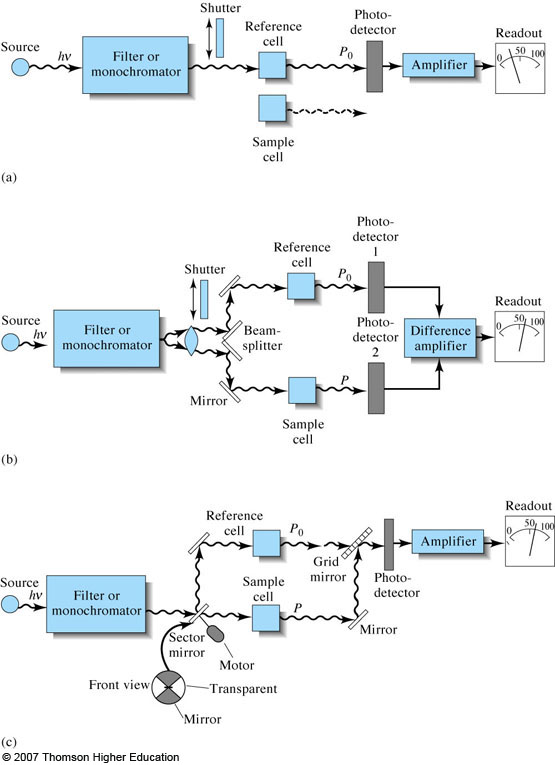 Shutter
Source
hν
Filter or
monochromator
Reference
cell
P0
Photo-
detector
Amplifier
Readout
0 50 100
Sample
cell
(a)
Shutter
Source
hν
Filter or
monochromator
Beam-
splitter
Mirror
Reference
cell
P0
Photo-
detector
1
Photo-
detector
2
Sample
cell
P
Difference
amplifier
Readout
0 50 100
(b)
Source
hν
Filter or
monochromator
Reference
cell
P0
Grid
mirror
Photo-
detector
Amplifier
Readout
0 50 100
Sample
cell
P
Mirror
Sector
mirror
Motor
Front view
Transparent
Mirror
(c)
© 2007 Thomson Higher Education